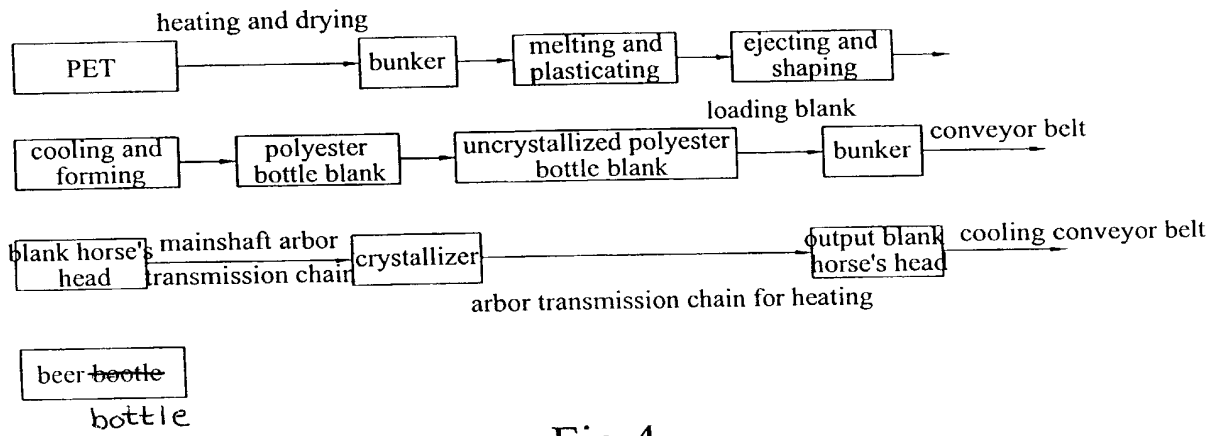 heating and drying
PET
bunker
melting and
plasticating
ejecting and
shaping
cooling and
forming
polyester
bottle blank
uncrystallized polyester
bottle blank
loading blank
bunker
conveyor belt
blank horse's
head
mainshaft arbor
transmission chain
crystallizer
arbor transmission chain for heating
output blank
horse's head
cooling conveyor belt
beer bootle
bottle
Fig.4